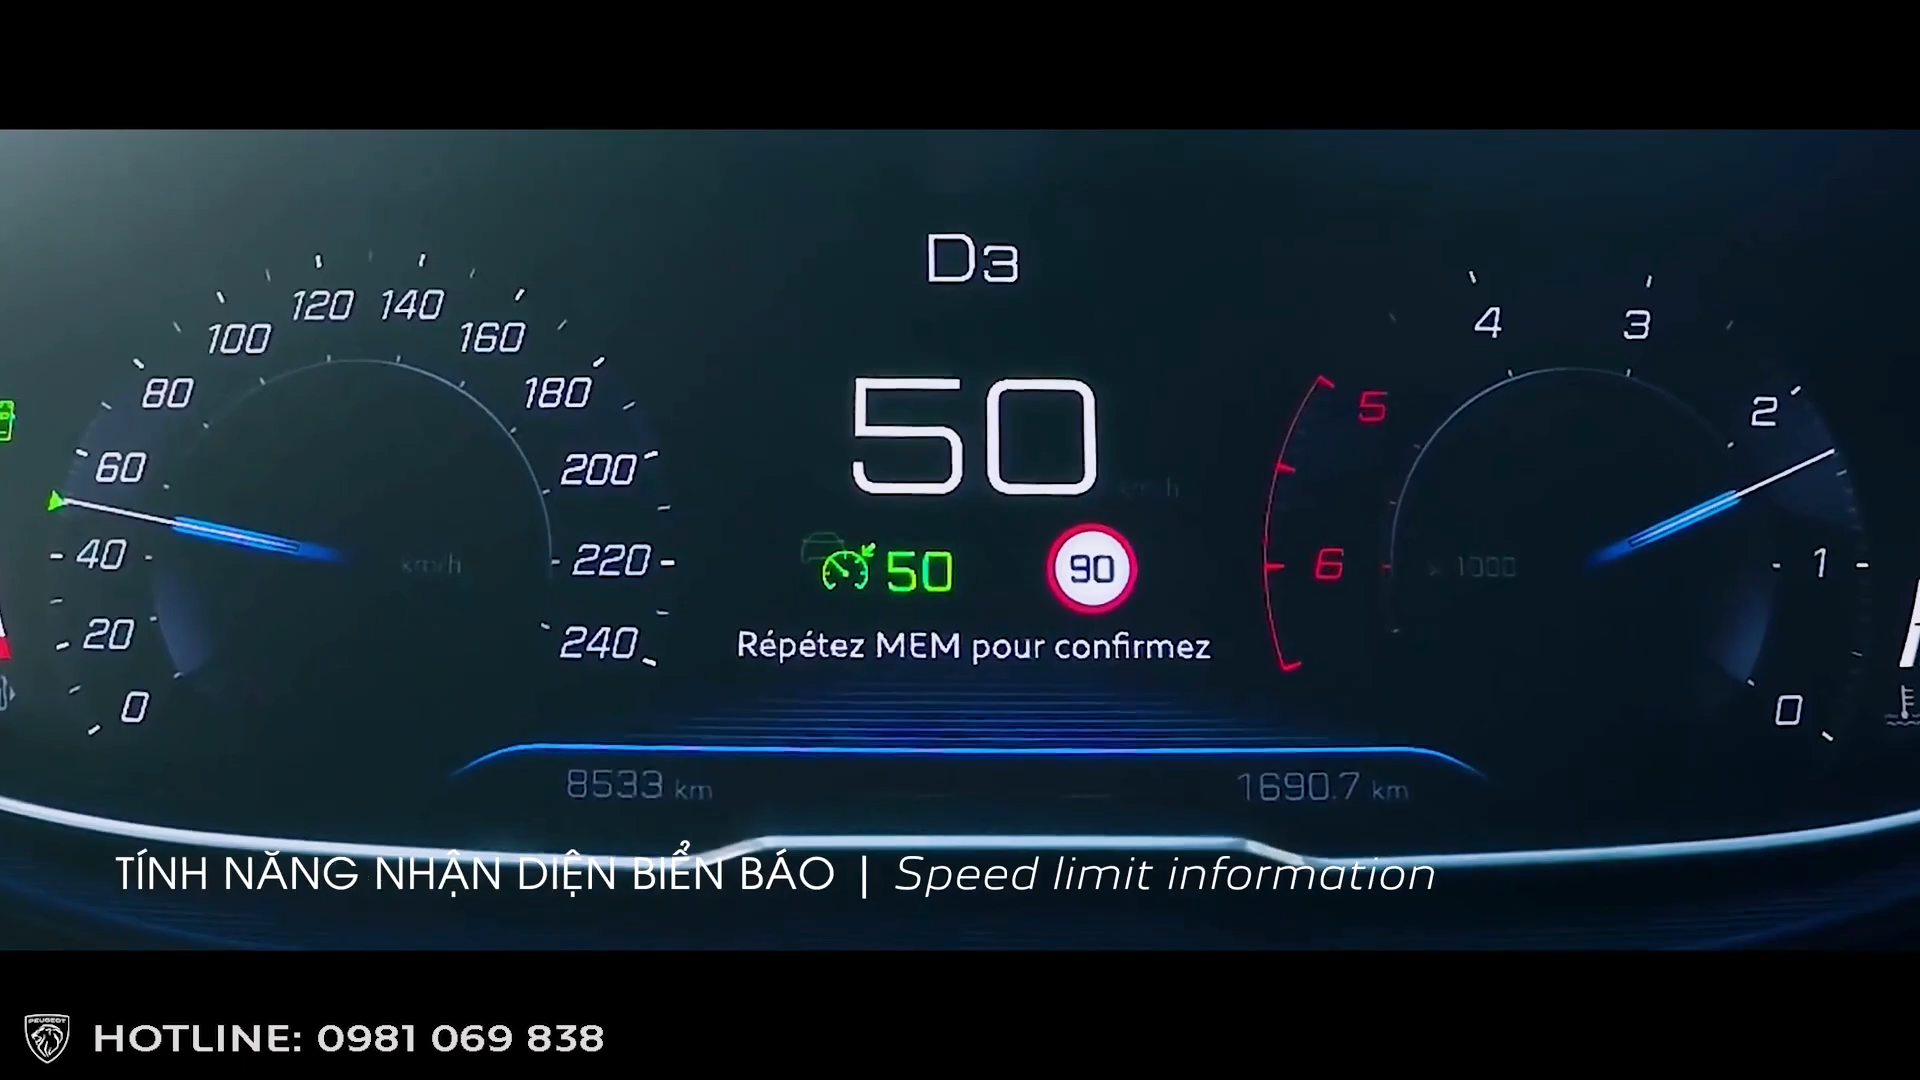 D3
120 140
100
160
80
180
60
200
40
220
20
240
0
km/h
50
km/h
50
90
Répétez MEM pour confirmez
4
3
5
2
6
x 1000
1
0
8533 km
1690.7 km
TÍNH NĂNG NHẬN DIỆN BIỂN BÁO | Speed limit information
PEUGEOT
HOTLINE: 0981 069 838